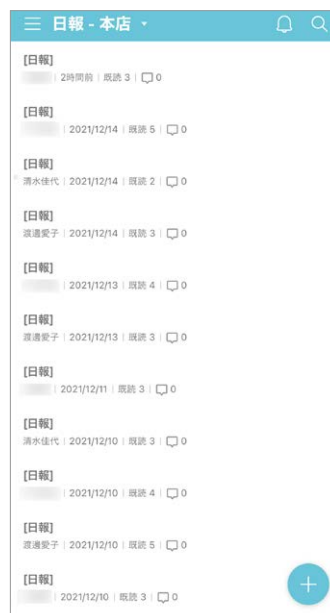 日報 - 本店
[日報]
2時間前 | 既読 3 | 0
[日報]
2021/12/14 | 既読 5 | 0
[日報]
清水佳代 | 2021/12/14 | 既読 2 | 0
[日報]
渡邉愛子 | 2021/12/14 | 既読 3 | 0
[日報]
2021/12/13 | 既読 4 | 0
[日報]
渡邉愛子 | 2021/12/13 | 既読 3 | 0
[日報]
2021/12/11 | 既読 3 | 0
[日報]
清水佳代 | 2021/12/10 | 既読 3 | 0
[日報]
2021/12/10 | 既読 4 | 0
[日報]
渡邉愛子 | 2021/12/10 | 既読 5 | 0
[日報]
2021/12/10 | 既読 3 | 0